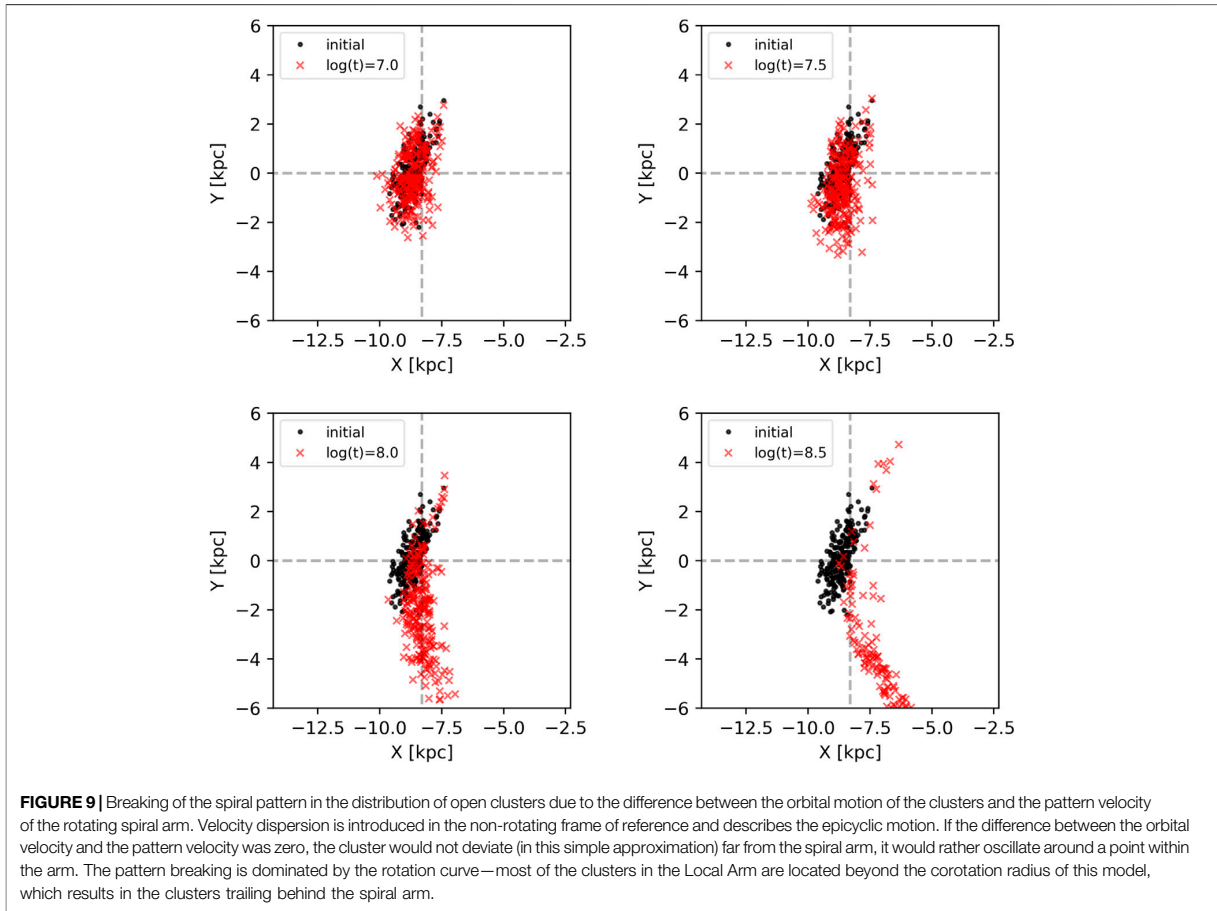 6
4
2
0
−2
−4
−6
Y [kpc]
initial
log(t)=7.0
−12.5 −10.0 −7.5 −5.0 −2.5
X [kpc]
6
4
2
0
−2
−4
−6
Y [kpc]
initial
log(t)=7.5
−12.5 −10.0 −7.5 −5.0 −2.5
X [kpc]
6
4
2
0
−2
−4
−6
Y [kpc]
initial
log(t)=8.0
−12.5 −10.0 −7.5 −5.0 −2.5
X [kpc]
6
4
2
0
−2
−4
−6
Y [kpc]
initial
log(t)=8.5
−12.5 −10.0 −7.5 −5.0 −2.5
X [kpc]
FIGURE 9 | Breaking of the spiral pattern in the distribution of open clusters due to the difference between the orbital motion of the clusters and the pattern velocity
of the rotating spiral arm. Velocity dispersion is introduced in the non-rotating frame of reference and describes the epicyclic motion. If the difference between the orbital
velocity and the pattern velocity was zero, the cluster would not deviate (in this simple approximation) far from the spiral arm, it would rather oscillate around a point within
the arm. The pattern breaking is dominated by the rotation curve—most of the clusters in the Local Arm are located beyond the corotation radius of this model,
which results in the clusters trailing behind the spiral arm.